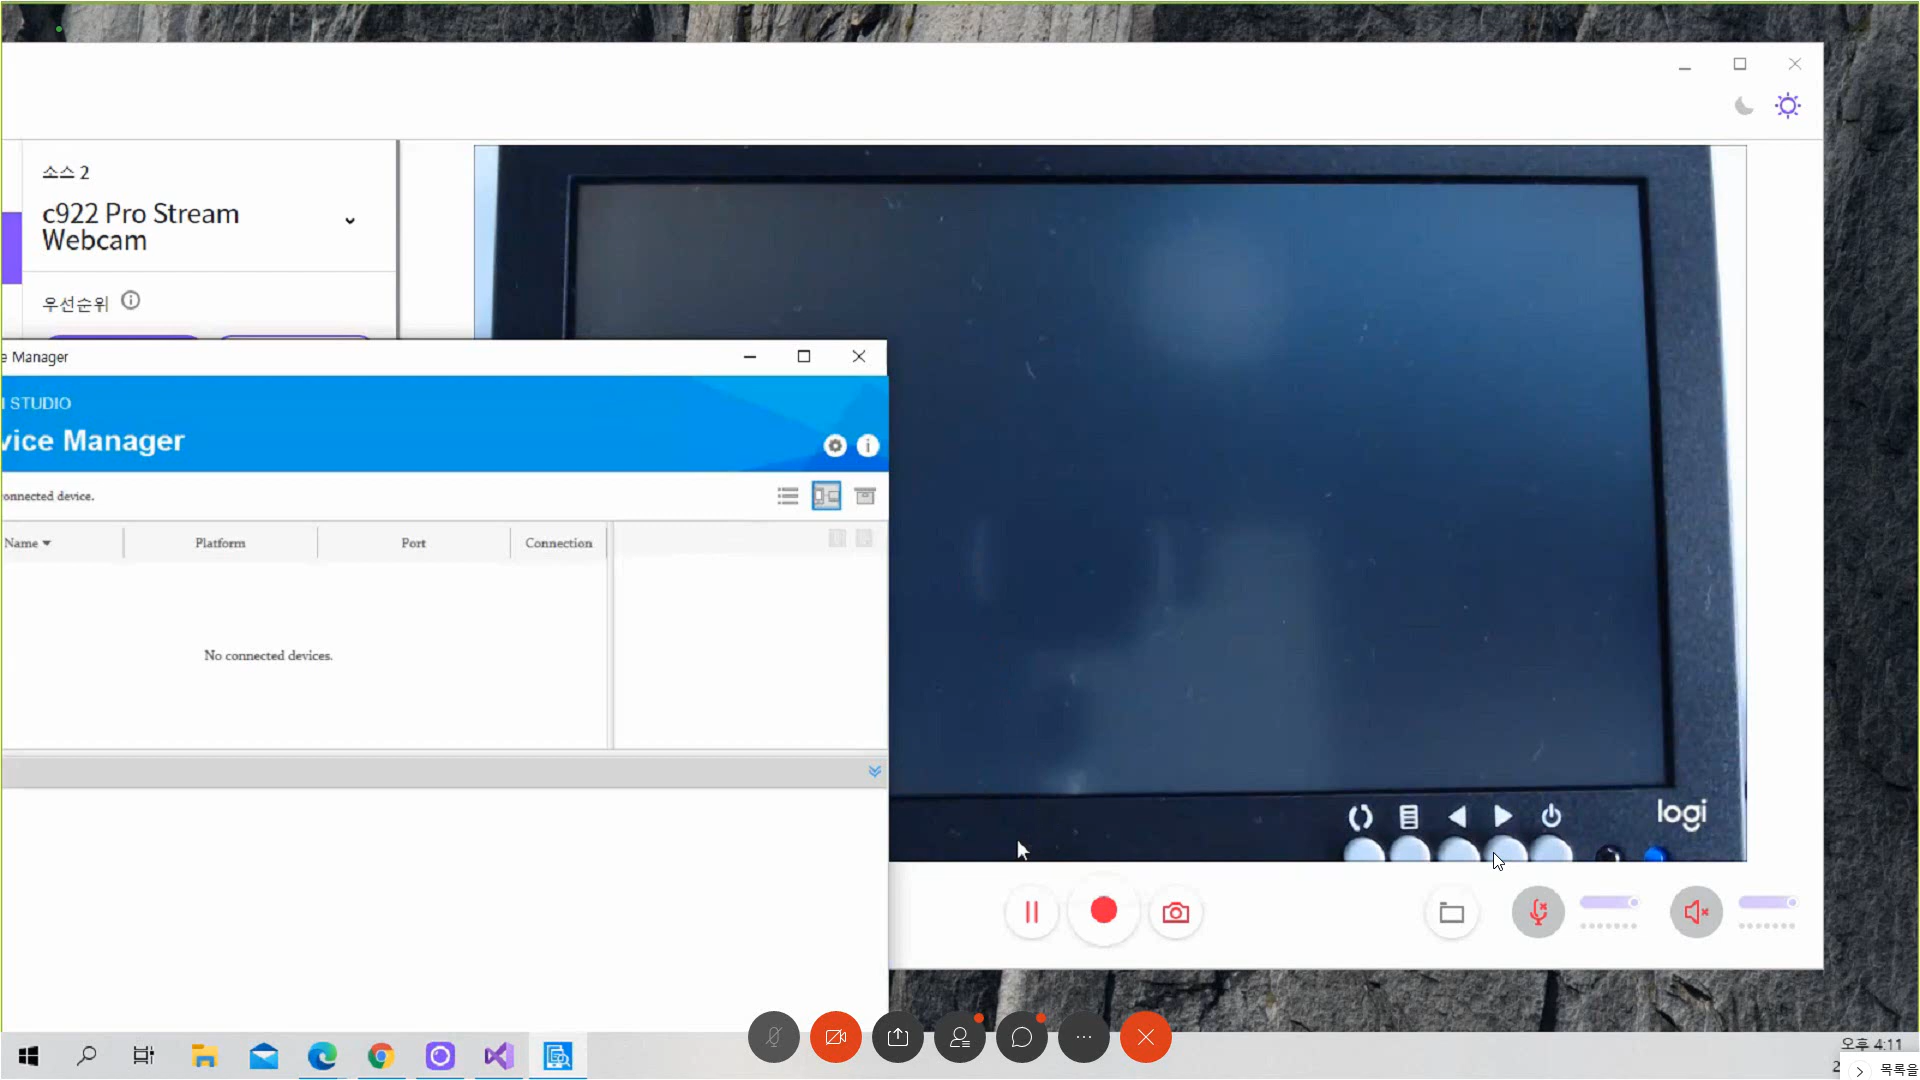 소스 2
c922 Pro Stream
Webcam
우선순위
e Manager
I STUDIO
vice Manager
onnected device.
Name
Platform
Port
Connection
No connected devices.
logi
오후 4:11
2
목록을